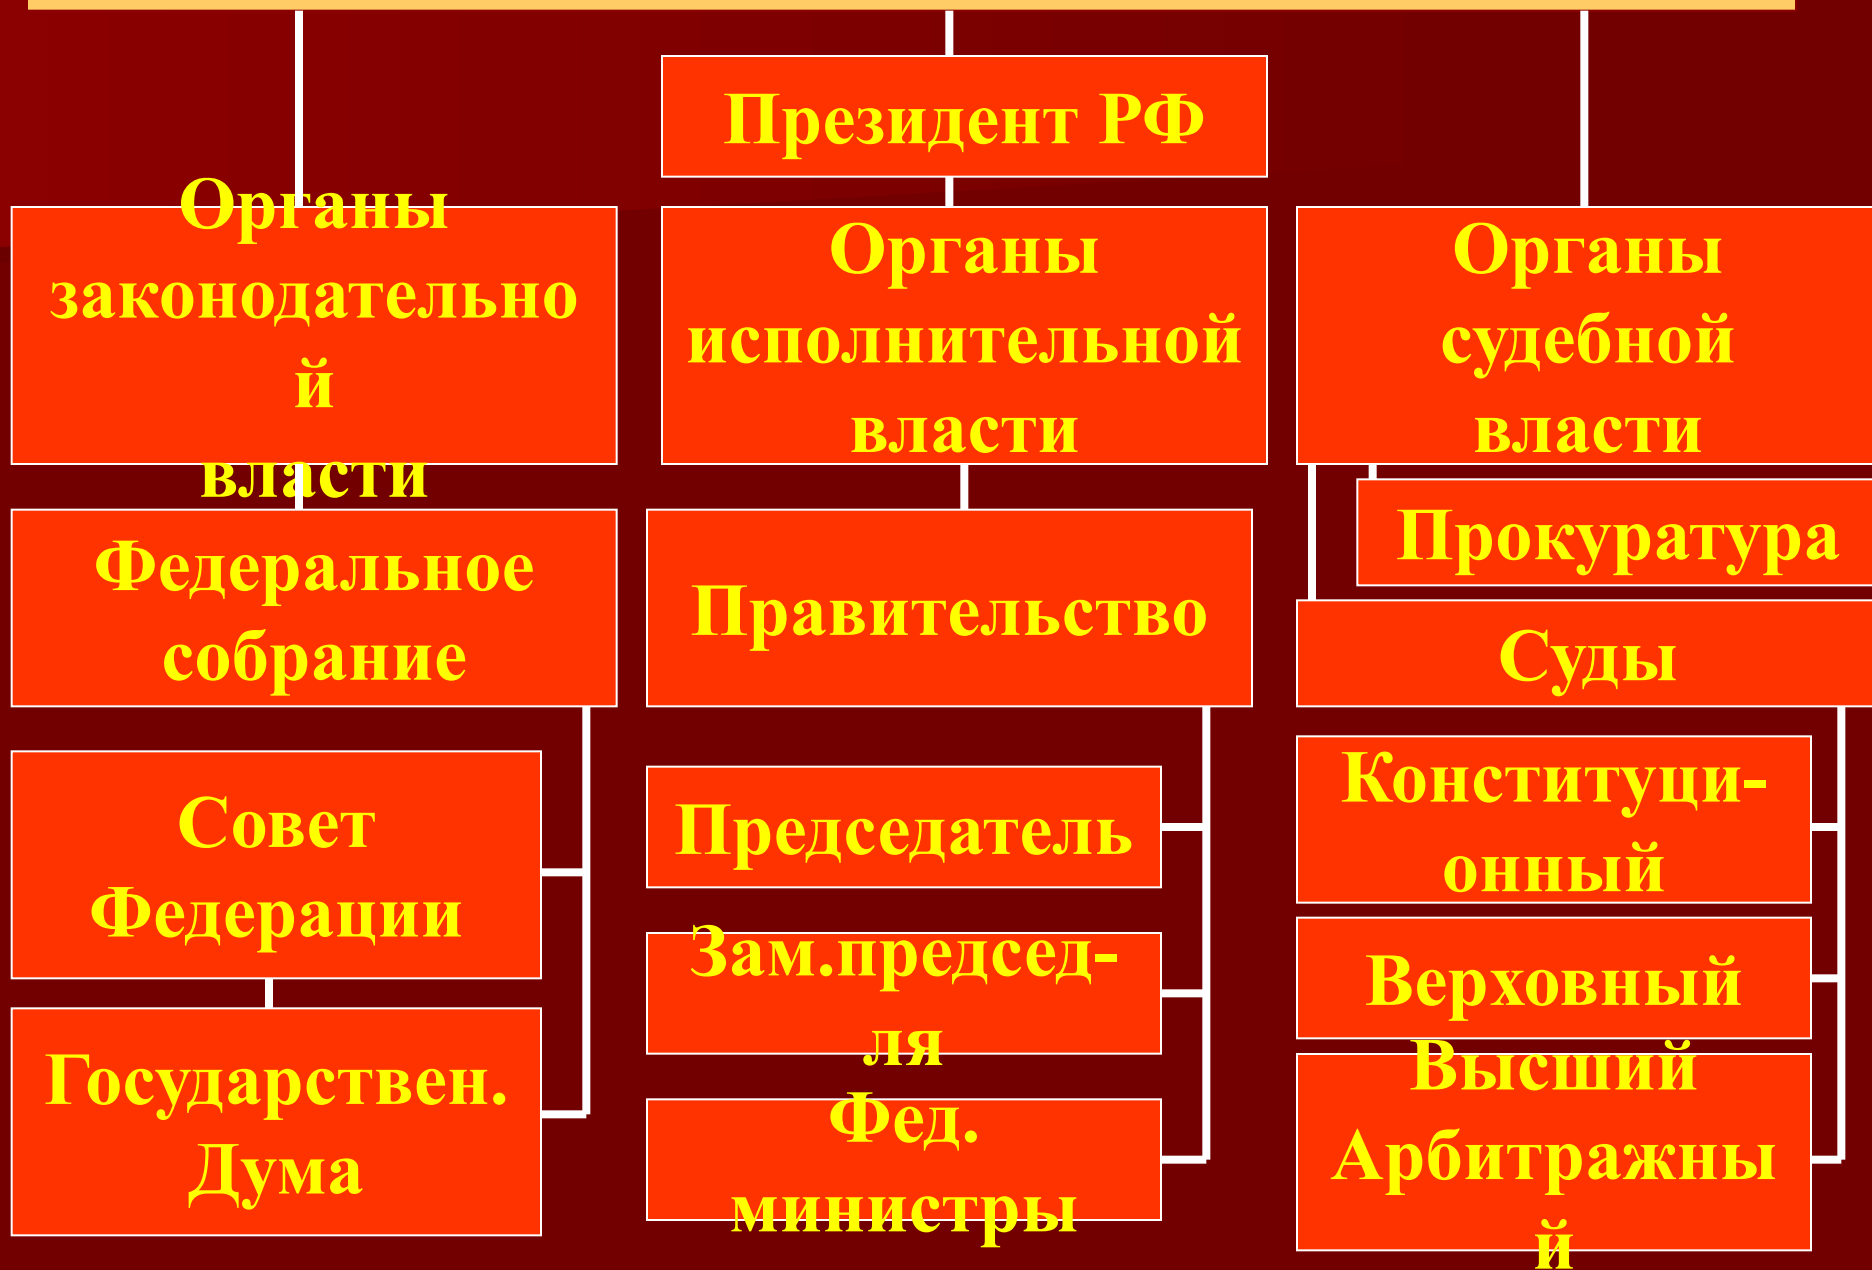 Президент РФ
Органы
законодательно
й
власти
Органы
исполнительной
власти
Органы
судебной
власти
Прокуратура
Федеральное
собрание
Правительство
Суды
Совет
Федерации
Председатель
Конституци-
онный
Зам.председ-
ля
Верховный
Государствен.
Дума
Фед.
министры
Высший
Арбитражны
й